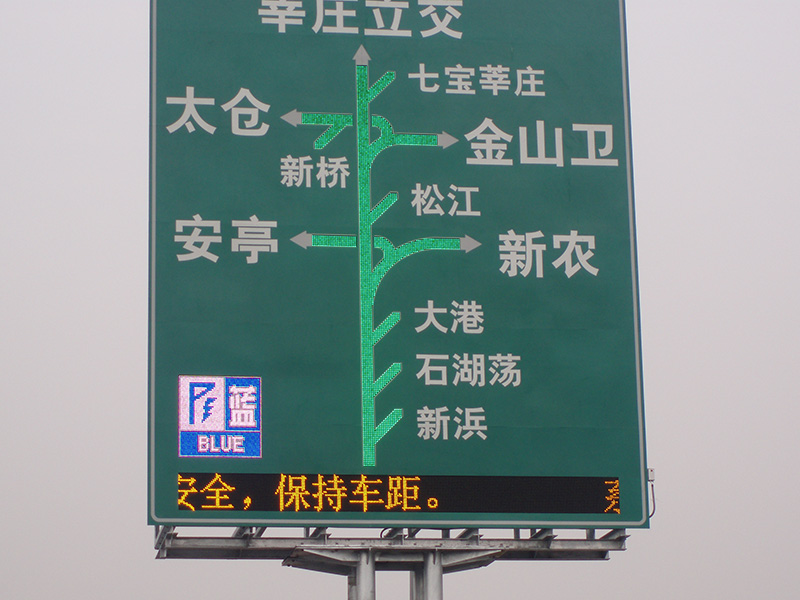 莘庄立交
七宝莘庄
太仓
金山卫
新桥
松江
安亭
新农
大港
石湖荡
新浜
蓝
BLUE
安全，保持车距。